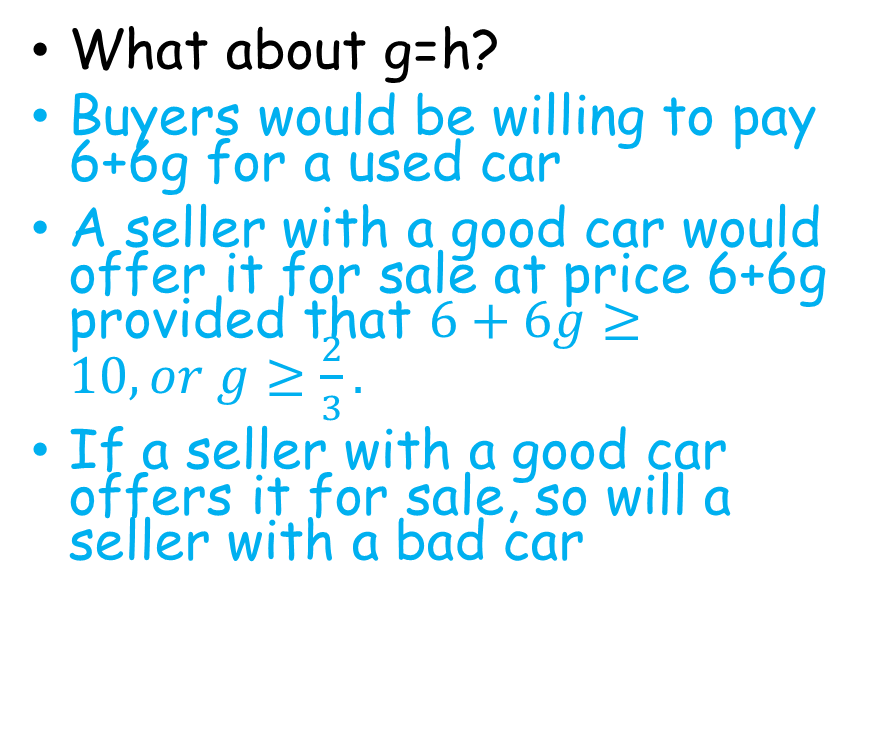 • What about g=h?
• Buyers would be willing to pay
6+6g for a used car
• A seller with a good car would
offer it for sale at price 6+6g
provided that 6 + 6g ≥
10, or g ≥ 2/3.
• If a seller with a good car
offers it for sale, so will a
seller with a bad car